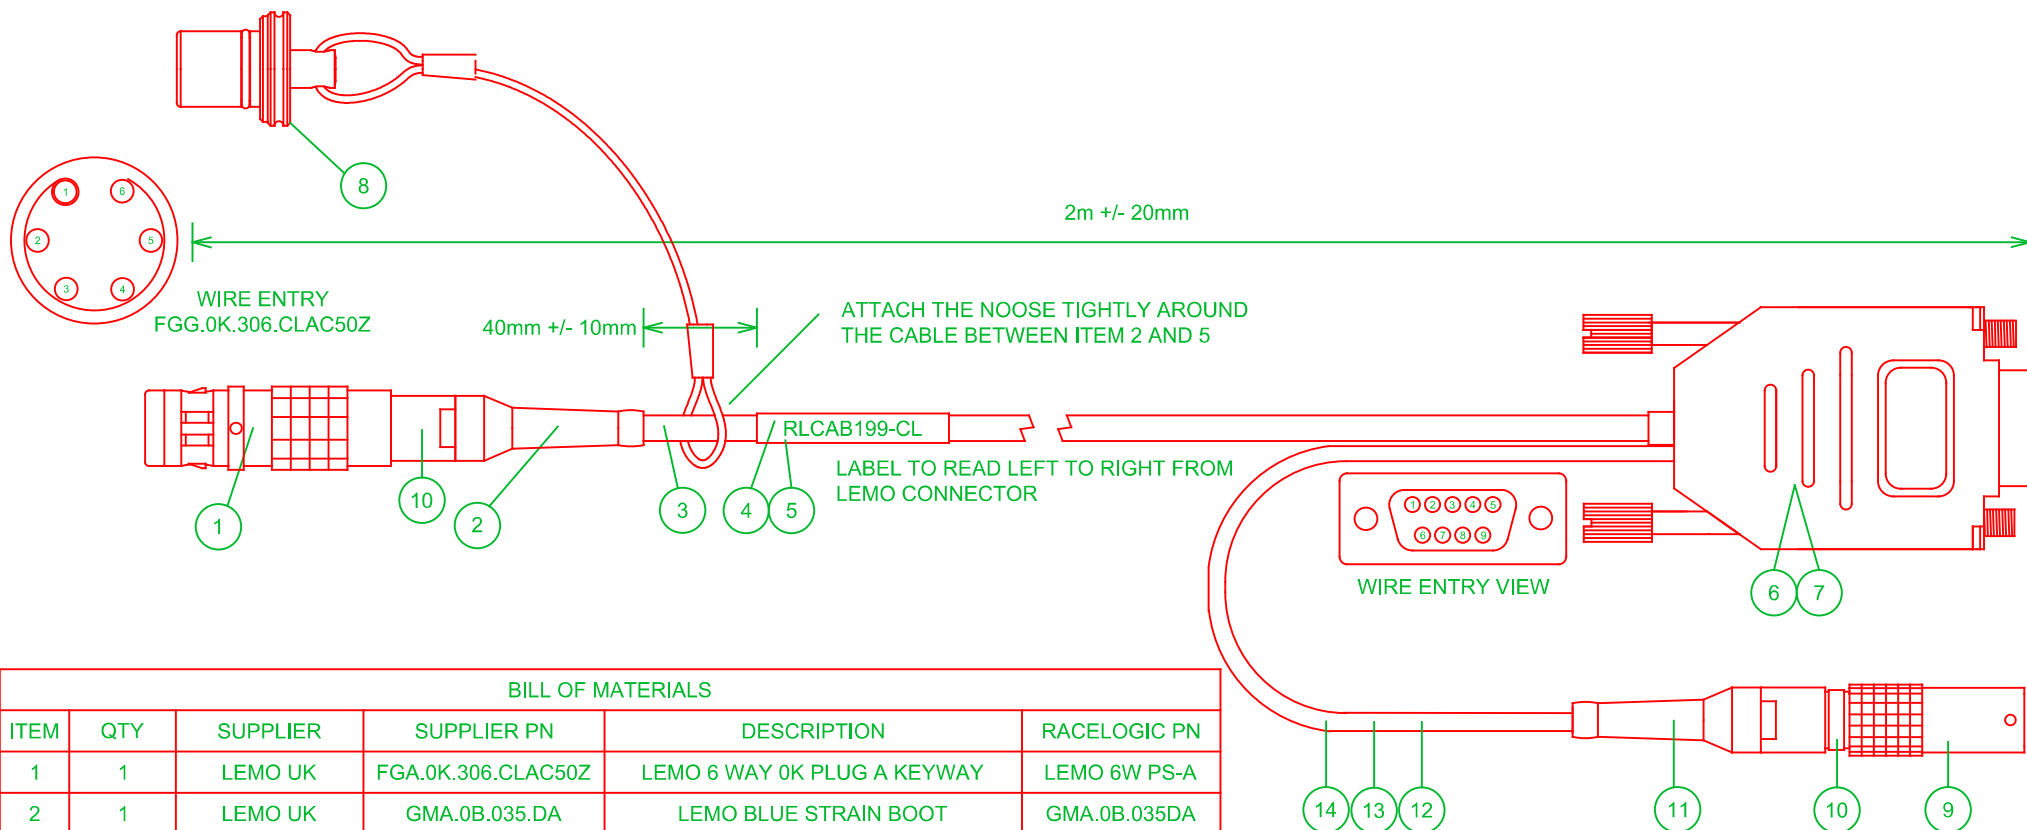 8
2m +/- 20mm
1
6
2
5
3
4
WIRE ENTRY
FGG.0K.306.CLAC50Z
40mm +/- 10mm
ATTACH THE NOOSE TIGHTLY AROUND
THE CABLE BETWEEN ITEM 2 AND 5
RLCAB199-CL
LABEL TO READ LEFT TO RIGHT FROM
LEMO CONNECTOR
1
10
2
3
4
5
1 2 3 4 5
6 7 8 9
WIRE ENTRY VIEW
6
7
BILL OF MATERIALS
ITEM QTY SUPPLIER SUPPLIER PN DESCRIPTION RACELOGIC PN
1 1 LEMO UK FGA.0K.306.CLAC50Z LEMO 6 WAY 0K PLUG A KEYWAY LEMO 6W PS-A
2 1 LEMO UK GMA.0B.035.DA LEMO BLUE STRAIN BOOT GMA.0B.035DA
14
13
12
11
10
9